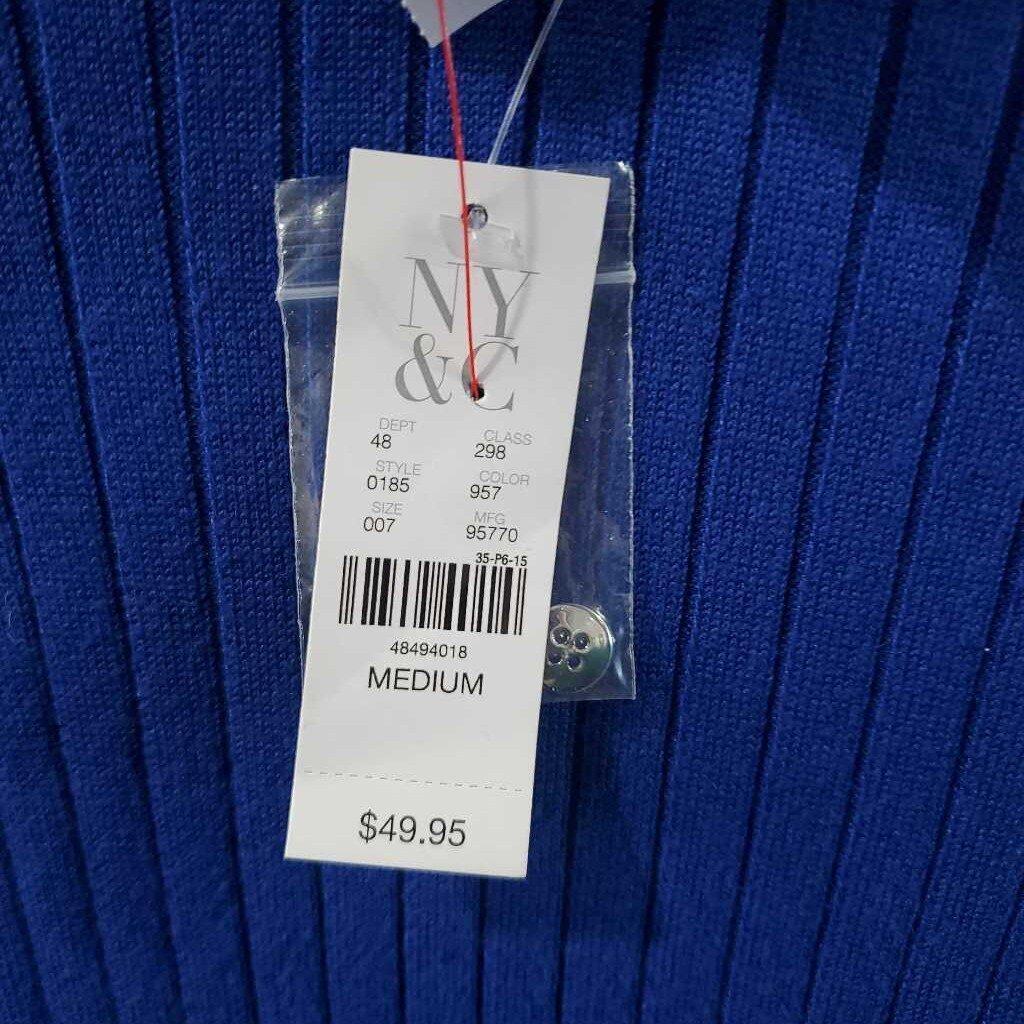 NY
&C
DEPT CLASS
48 298
STYLE COLOR
0185 957
SIZE MFG
007 95770
35-P6-15
48494018
MEDIUM
$49.95